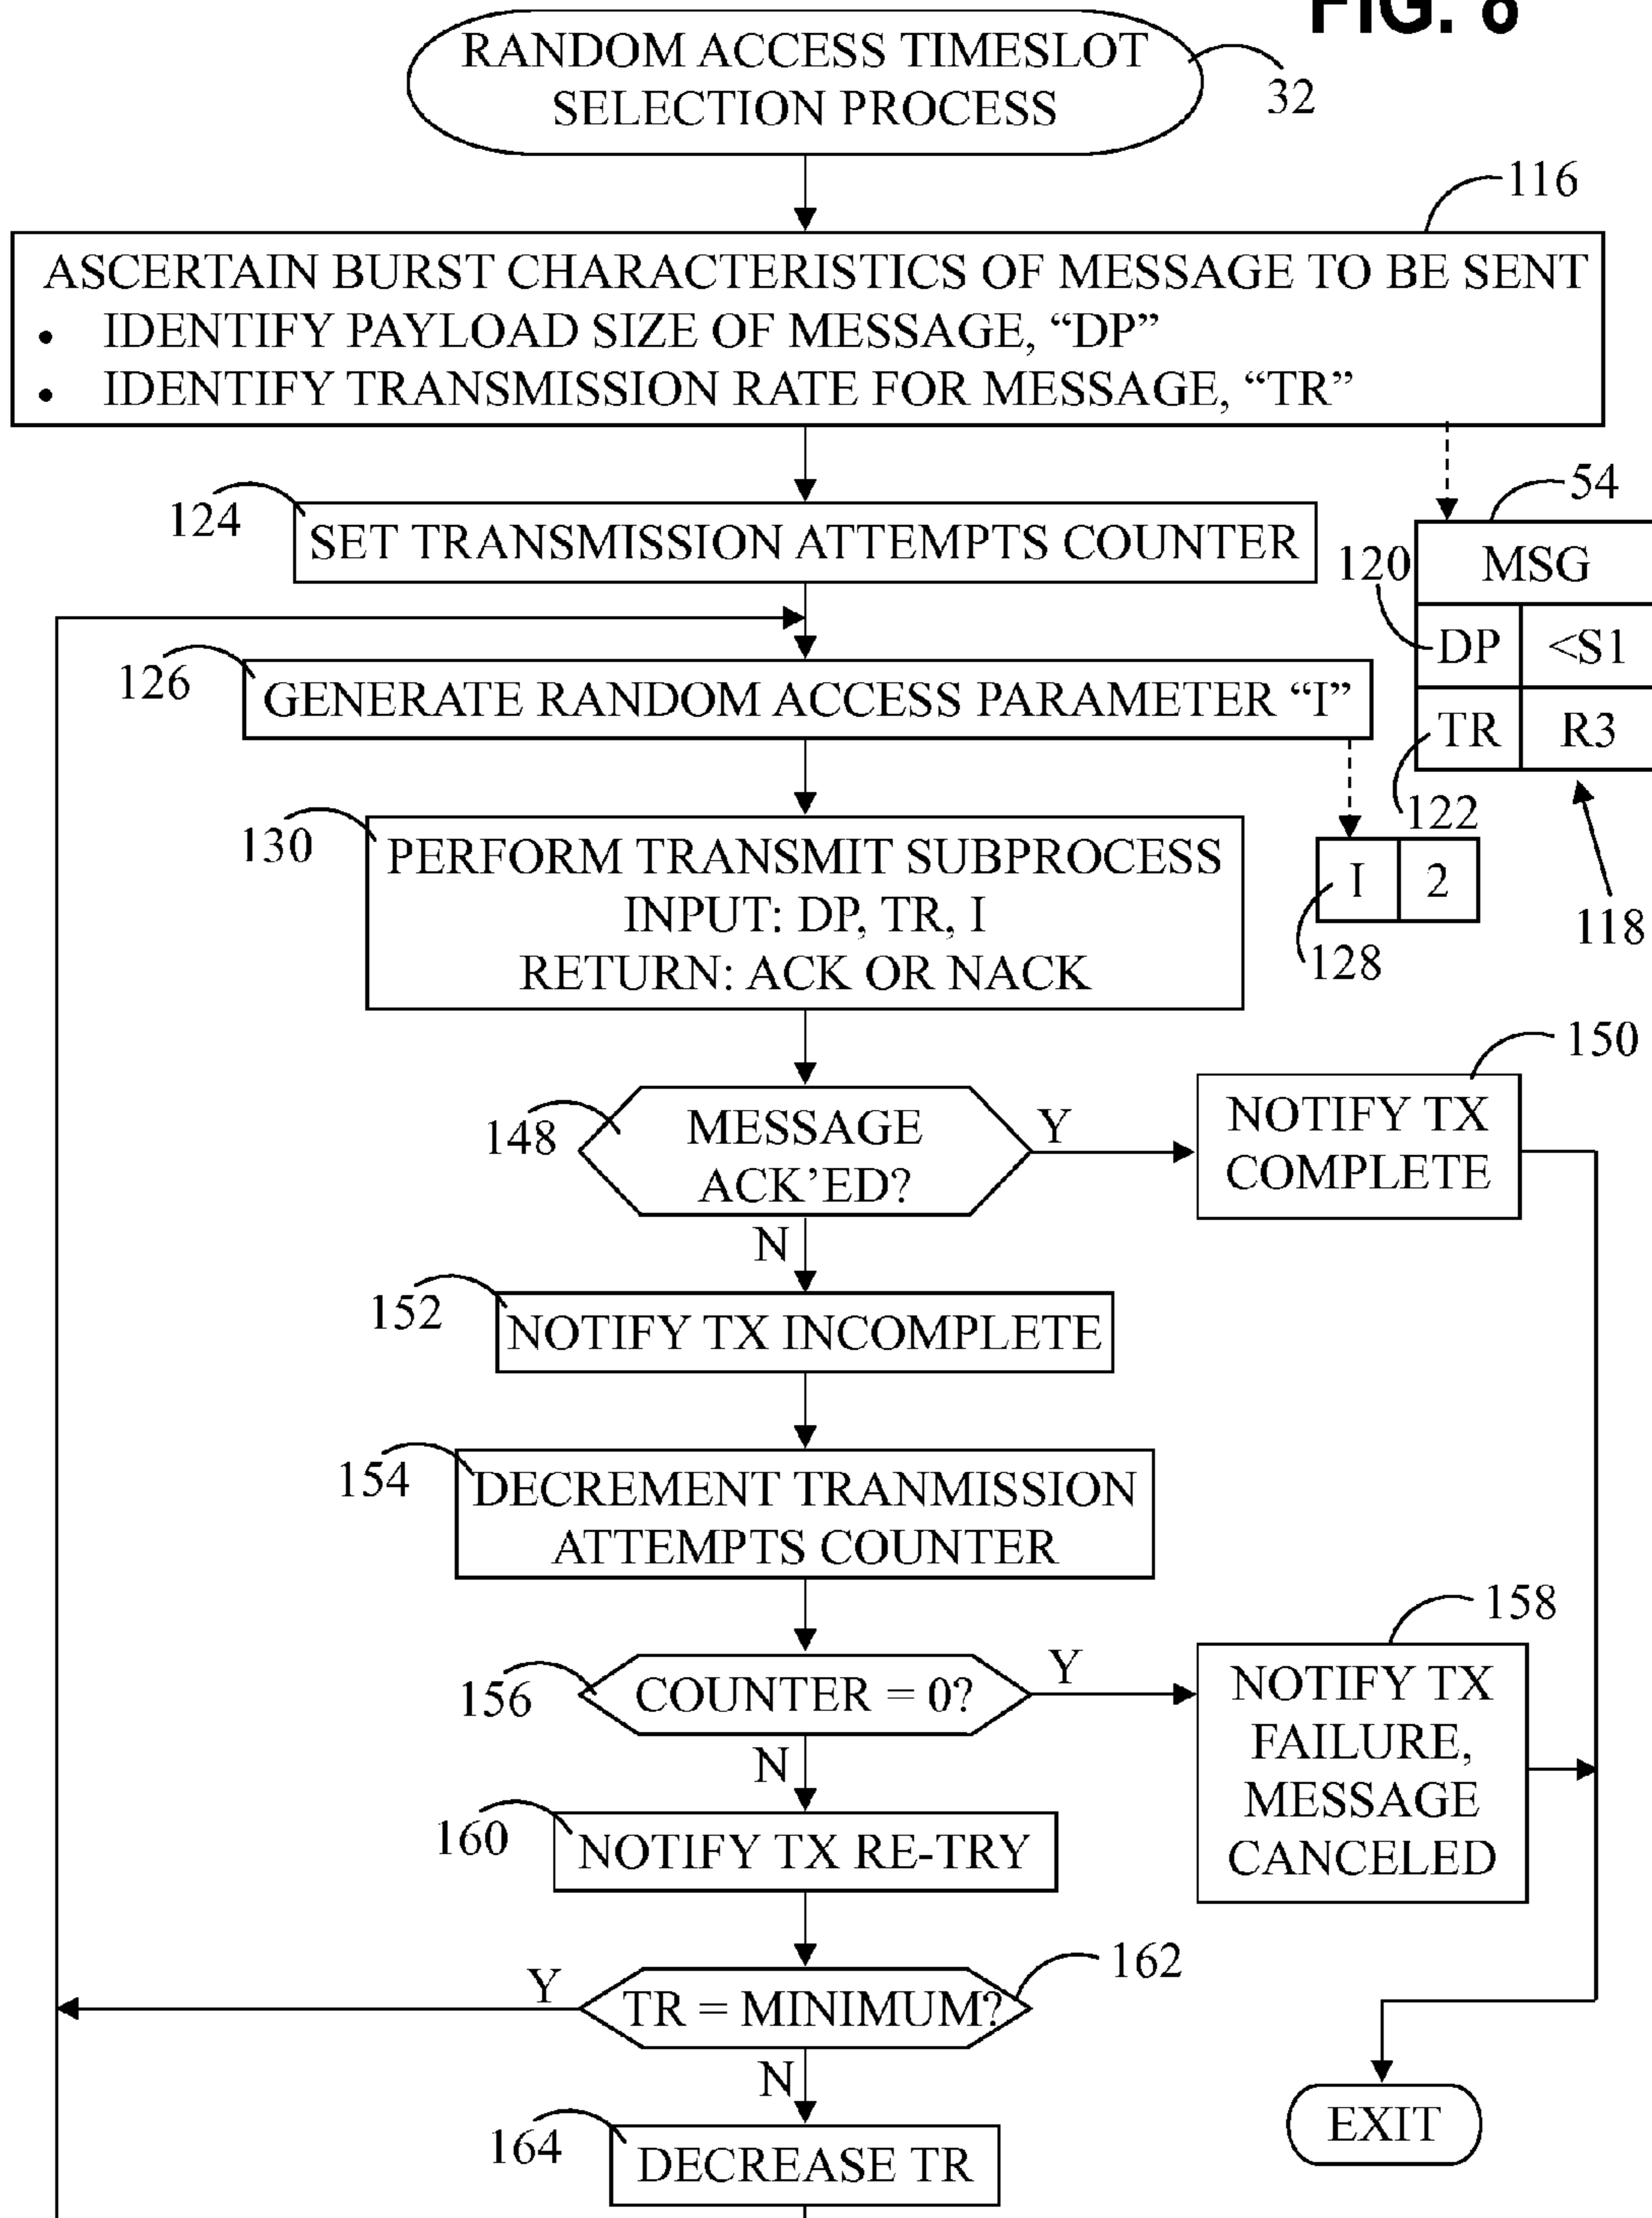 FIG. 8
RANDOM ACCESS TIMESLOT
SELECTION PROCESS
32
116
ASCERTAIN BURST CHARACTERISTICS OF MESSAGE TO BE SENT
• IDENTIFY PAYLOAD SIZE OF MESSAGE, “DP”
• IDENTIFY TRANSMISSION RATE FOR MESSAGE, “TR”
124
SET TRANSMISSION ATTEMPTS COUNTER
54
MSG
120
DP <S1
TR R3
122
118
126
GENERATE RANDOM ACCESS PARAMETER “I”
I 2
128
130
PERFORM TRANSMIT SUBPROCESS
INPUT: DP, TR, I
RETURN: ACK OR NACK
148
MESSAGE
ACK’ED?
Y
N
150
NOTIFY TX
COMPLETE
152
NOTIFY TX INCOMPLETE
154
DECREMENT TRANMISSION
ATTEMPTS COUNTER
156
COUNTER = 0?
Y
N
158
NOTIFY TX
FAILURE,
MESSAGE
CANCELED
160
NOTIFY TX RE-TRY
162
TR = MINIMUM?
Y
N
164
DECREASE TR
EXIT